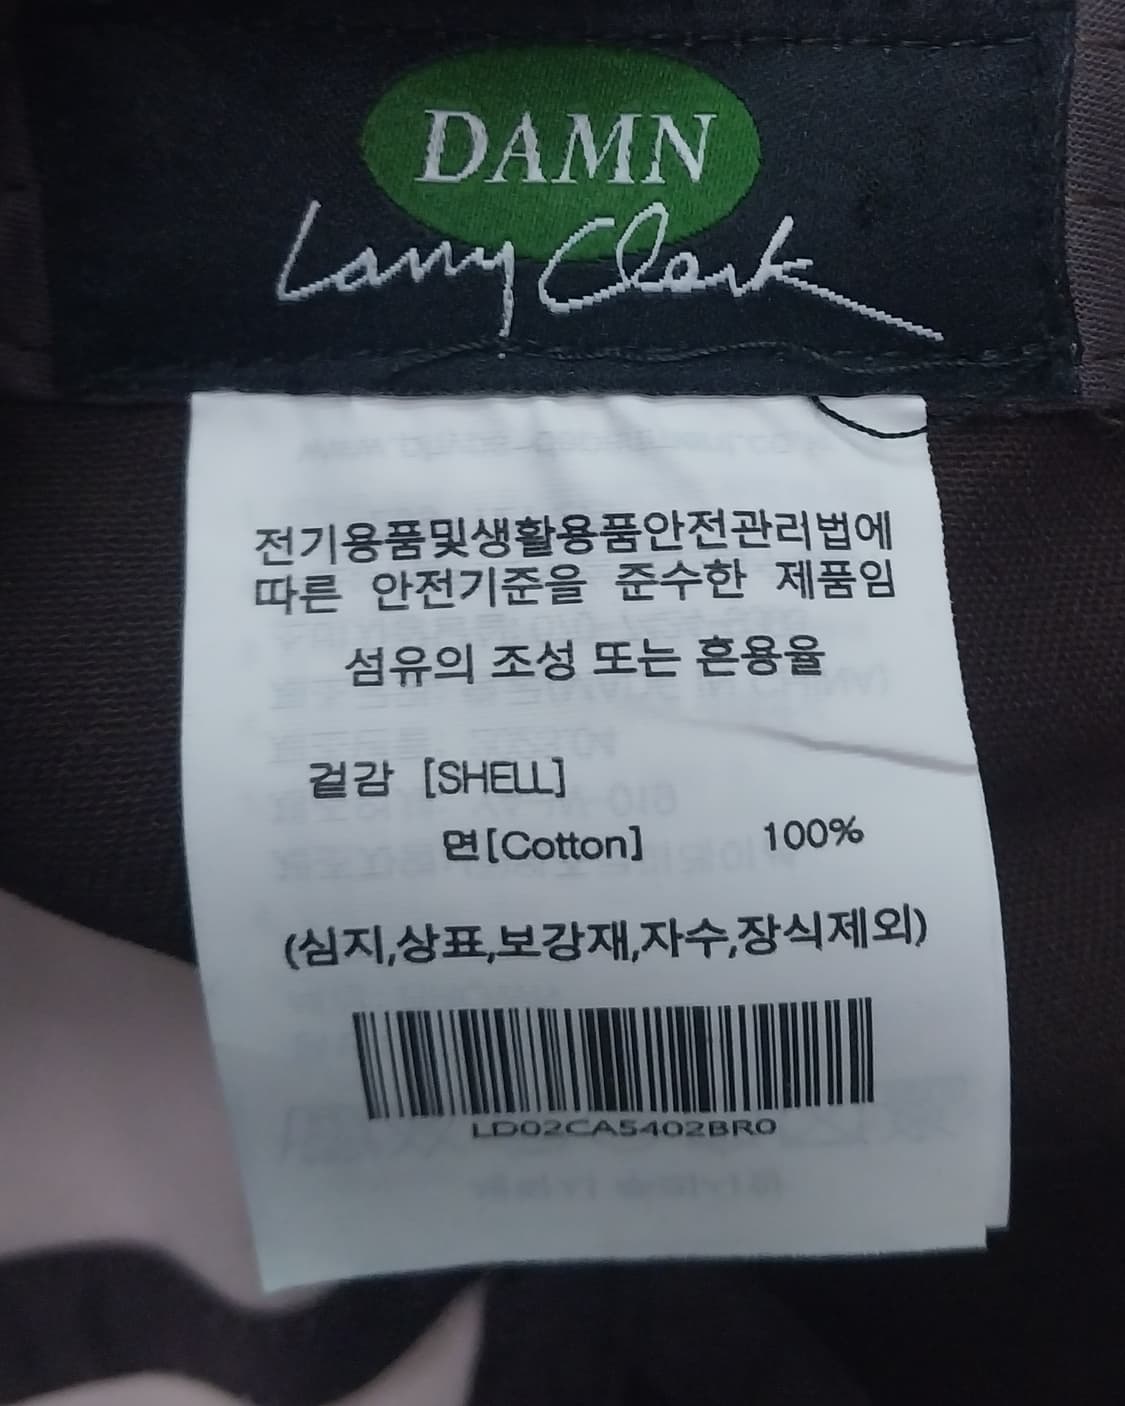 DAMN
Larry Clark
전기용품및생활용품안전관리법에
따른 안전기준을 준수한 제품임
섬유의 조성 또는 혼용율
겉감 [SHELL]
면[Cotton] 100%
(심지,상표,보강재,자수,장식제외)
LD02CA5402BR0